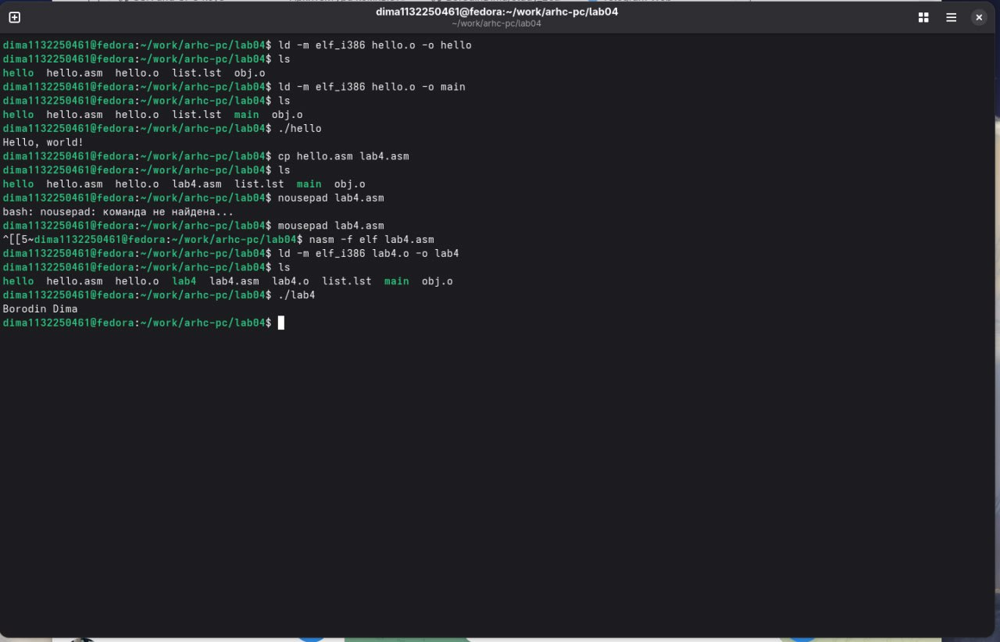 dima1132250461@fedora:~/work/arhc-pc/lab04
~/work/arhc-pc/lab04
dima1132250461@fedora:~/work/arhc-pc/lab04$ ld -m elf_i386 hello.o -o hello
dima1132250461@fedora:~/work/arhc-pc/lab04$ ls
hello  hello.asm  hello.o  list.lst  obj.o
dima1132250461@fedora:~/work/arhc-pc/lab04$ ld -m elf_i386 hello.o -o main
dima1132250461@fedora:~/work/arhc-pc/lab04$ ls
hello  hello.asm  hello.o  list.lst  main  obj.o
dima1132250461@fedora:~/work/arhc-pc/lab04$ ./hello
Hello, world!
dima1132250461@fedora:~/work/arhc-pc/lab04$ cp hello.asm lab4.asm
dima1132250461@fedora:~/work/arhc-pc/lab04$ ls
hello  hello.asm  hello.o  lab4.asm  list.lst  main  obj.o
dima1132250461@fedora:~/work/arhc-pc/lab04$ nousepad lab4.asm
bash: nousepad: команда не найдена...
dima1132250461@fedora:~/work/arhc-pc/lab04$ mousepad lab4.asm
^[[5~dima1132250461@fedora:~/work/arhc-pc/lab04$ nasm -f elf lab4.asm
dima1132250461@fedora:~/work/arhc-pc/lab04$ ld -m elf_i386 lab4.o -o lab4
dima1132250461@fedora:~/work/arhc-pc/lab04$ ls
hello  hello.asm  hello.o  lab4  lab4.asm  lab4.o  list.lst  main  obj.o
dima1132250461@fedora:~/work/arhc-pc/lab04$ ./lab4
Borodin Dima
dima1132250461@fedora:~/work/arhc-pc/lab04$